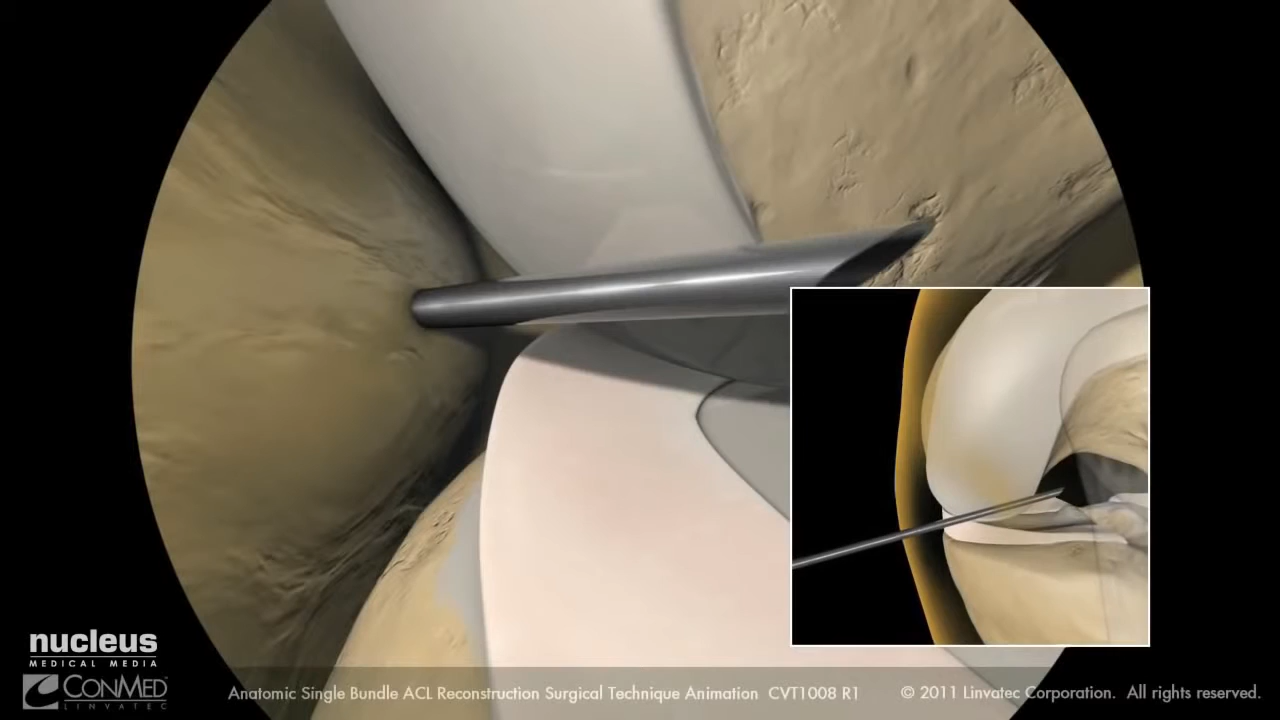 nucleus
MEDICAL MEDIA
CONMED
LINVATEC
Anatomic Single Bundle ACL Reconstruction Surgical Technique Animation CVT1008 R1
© 2011 Linvatec Corporation. All rights reserved.